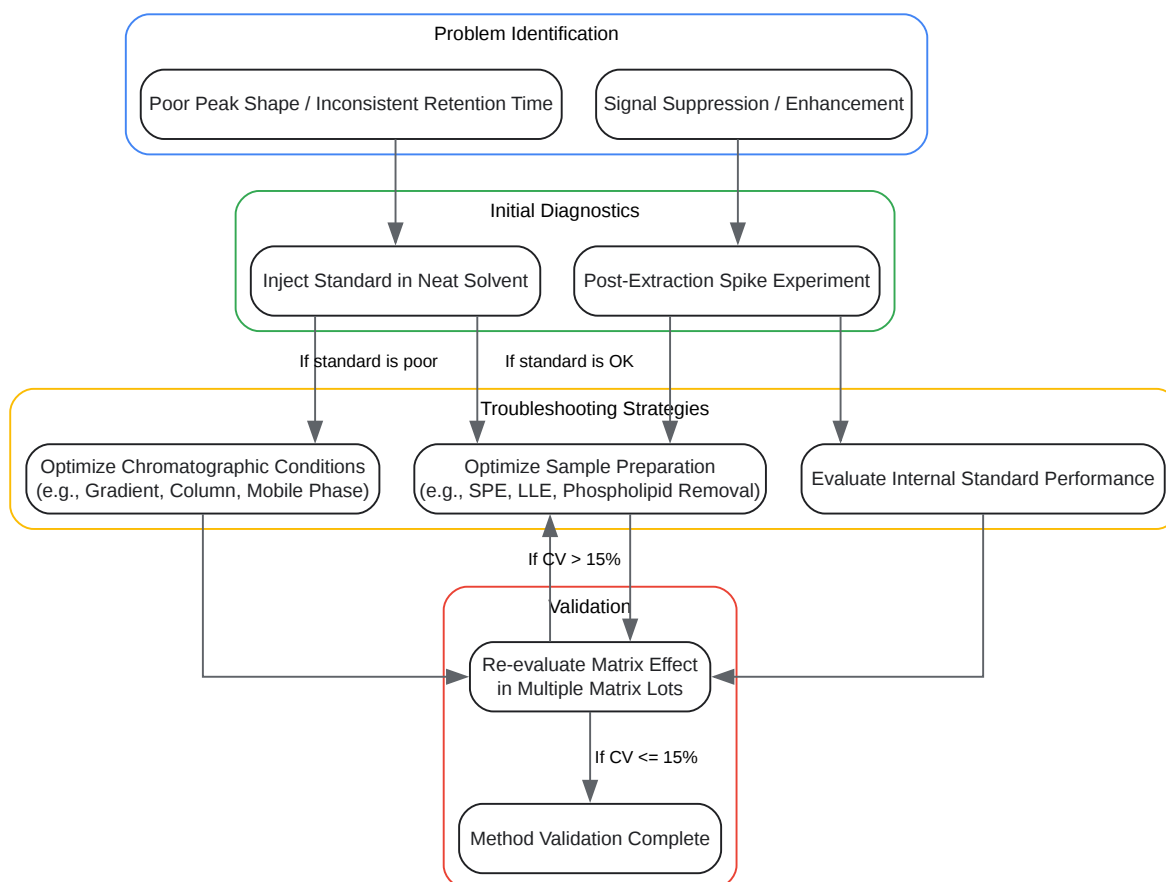 Problem Identification
Poor Peak Shape / Inconsistent Retention Time
Signal Suppression / Enhancement
Initial Diagnostics
Inject Standard in Neat Solvent
Post-Extraction Spike Experiment
If standard is poor
If standard is OK
Troubleshooting Strategies
Optimize Chromatographic Conditions
(e.g., Gradient, Column, Mobile Phase)
Optimize Sample Preparation
(e.g., SPE, LLE, Phospholipid Removal)
Evaluate Internal Standard Performance
If CV > 15%
Validation
Re-evaluate Matrix Effect
in Multiple Matrix Lots
If CV <= 15%
Method Validation Complete